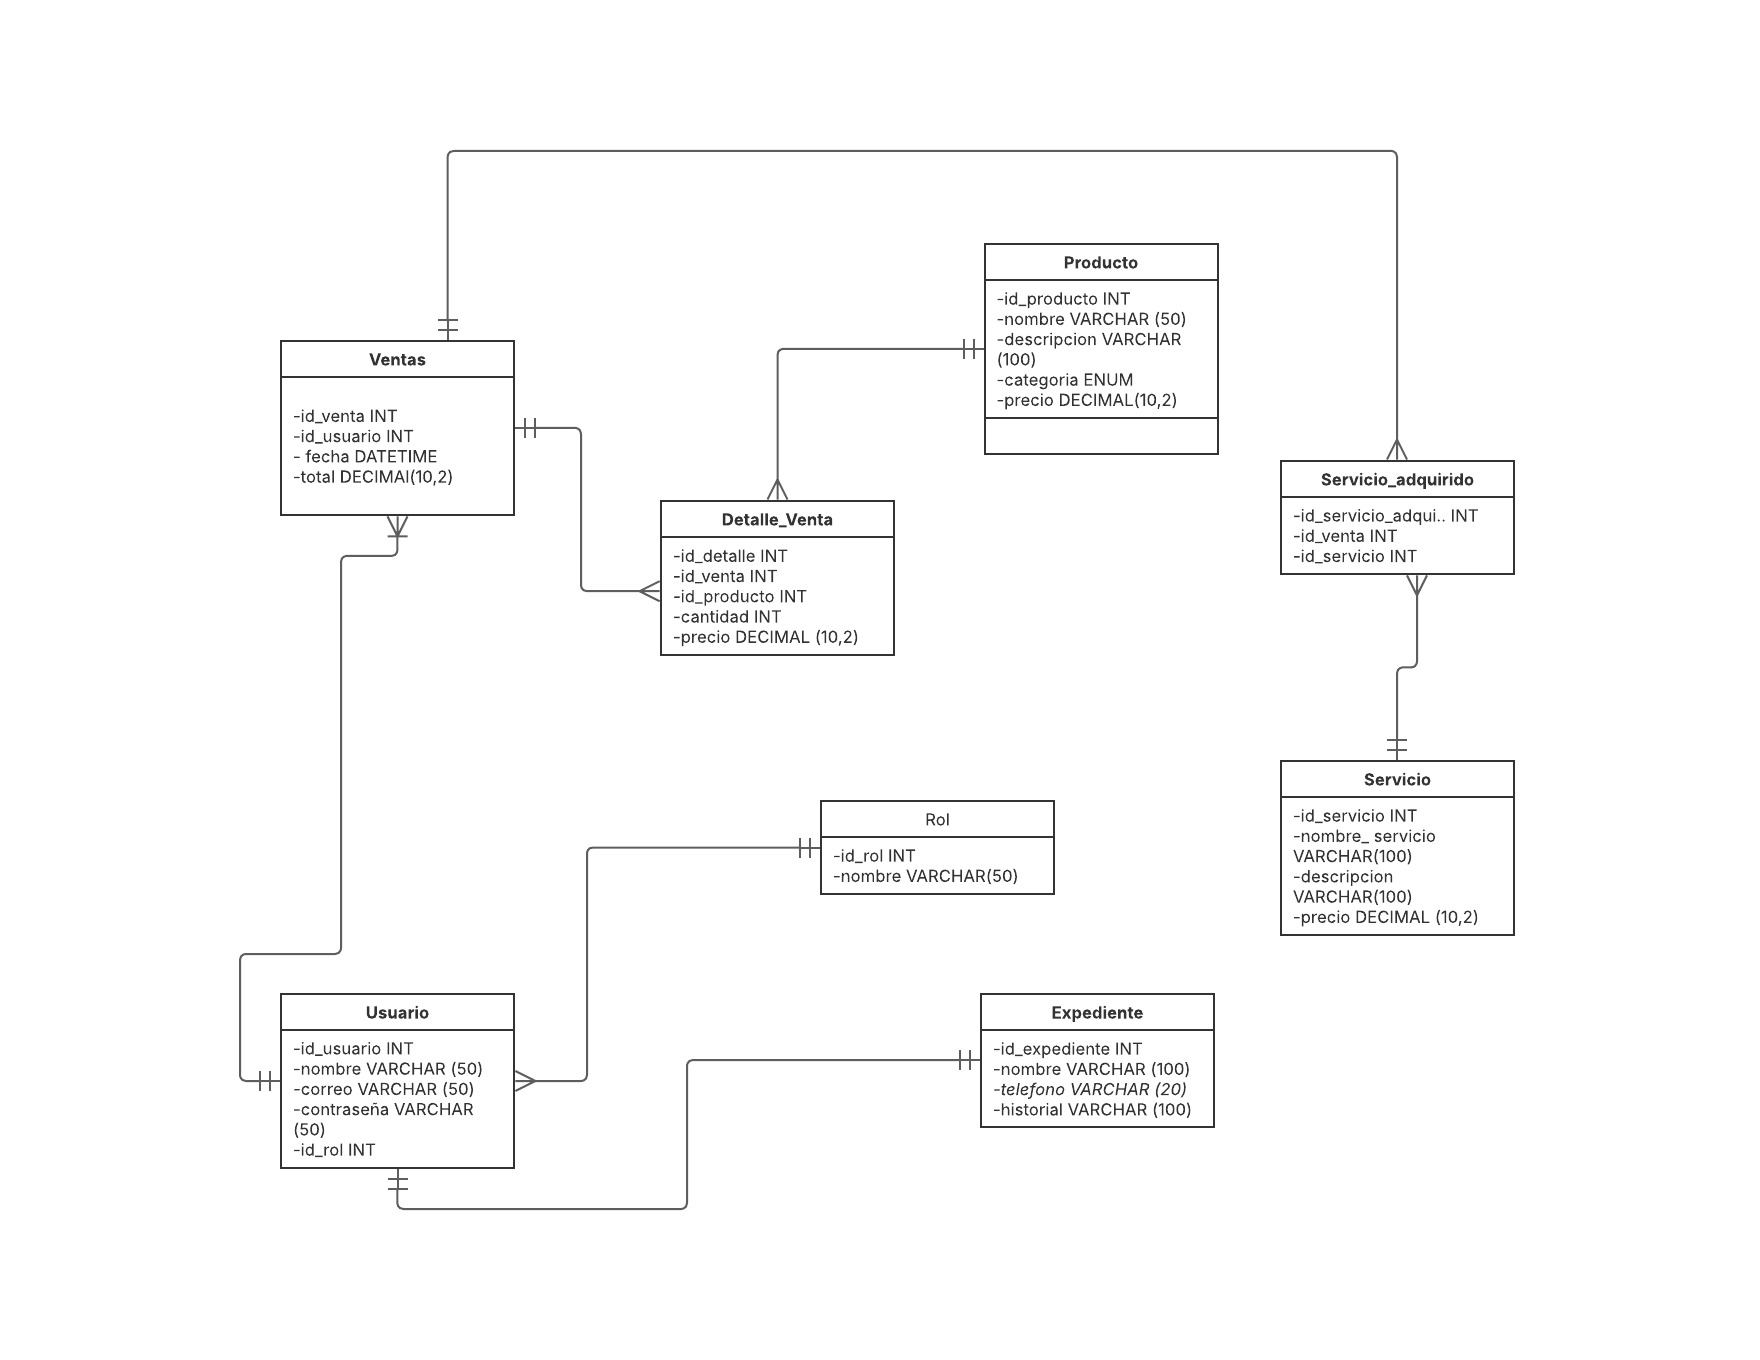 Producto
-id_producto INT
-nombre VARCHAR (50)
-descripcion VARCHAR
(100)
-categoria ENUM
-precio DECIMAL(10,2)
Ventas
-id_venta INT
-id_usuario INT
- fecha DATETIME
-total DECIMAl(10,2)
Servicio_adquirido
-id_servicio_adqui.. INT
-id_venta INT
-id_servicio INT
Detalle_Venta
-id_detalle INT
-id_venta INT
-id_producto INT
-cantidad INT
-precio DECIMAL (10,2)
Servicio
-id_servicio INT
-nombre_ servicio
VARCHAR(100)
-descripcion
VARCHAR(100)
-precio DECIMAL (10,2)
Rol
-id_rol INT
-nombre VARCHAR(50)
Usuario
-id_usuario INT
-nombre VARCHAR (50)
-correo VARCHAR (50)
-contraseña VARCHAR
(50)
-id_rol INT
Expediente
-id_expediente INT
-nombre VARCHAR (100)
-telefono VARCHAR (20)
-historial VARCHAR (100)